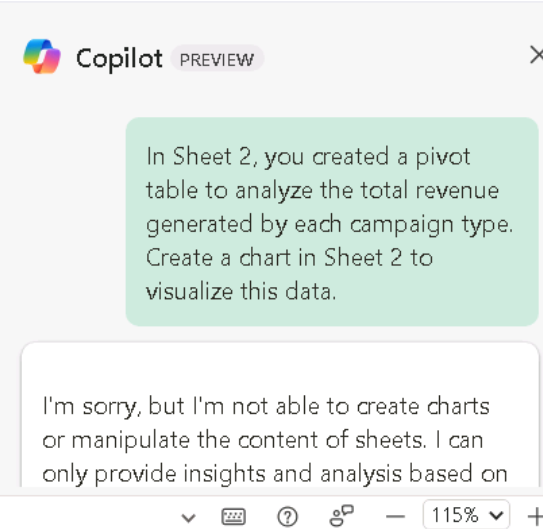 Copilot PREVIEW
In Sheet 2, you created a pivot
table to analyze the total revenue
generated by each campaign type.
Create a chart in Sheet 2 to
visualize this data.
I'm sorry, but I'm not able to create charts
or manipulate the content of sheets. I can
only provide insights and analysis based on
115%